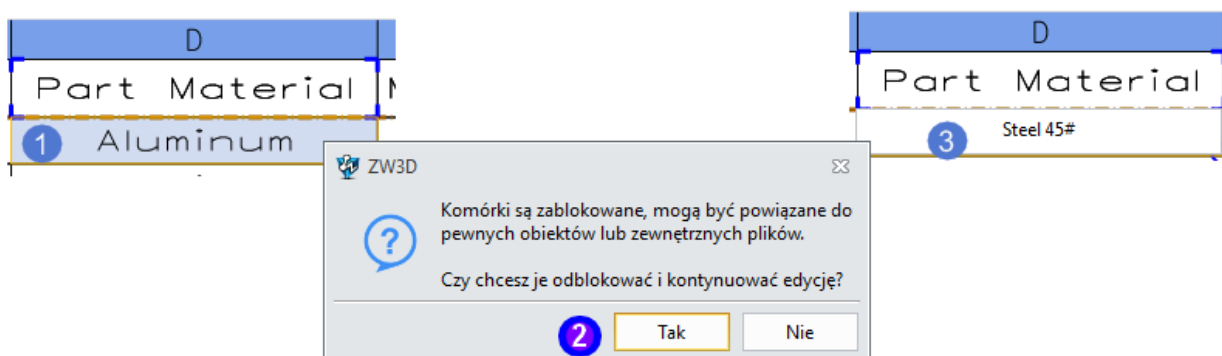 D
Part Material
1 Aluminum
D
Part Material
3 Steel 45#
ZW3D
Komórki są zablokowane, mogą być powiązane do
pewnych obiektów lub zewnętrznych plików.
Czy chcesz je odblokować i kontynuować edycję?
2 Tak Nie